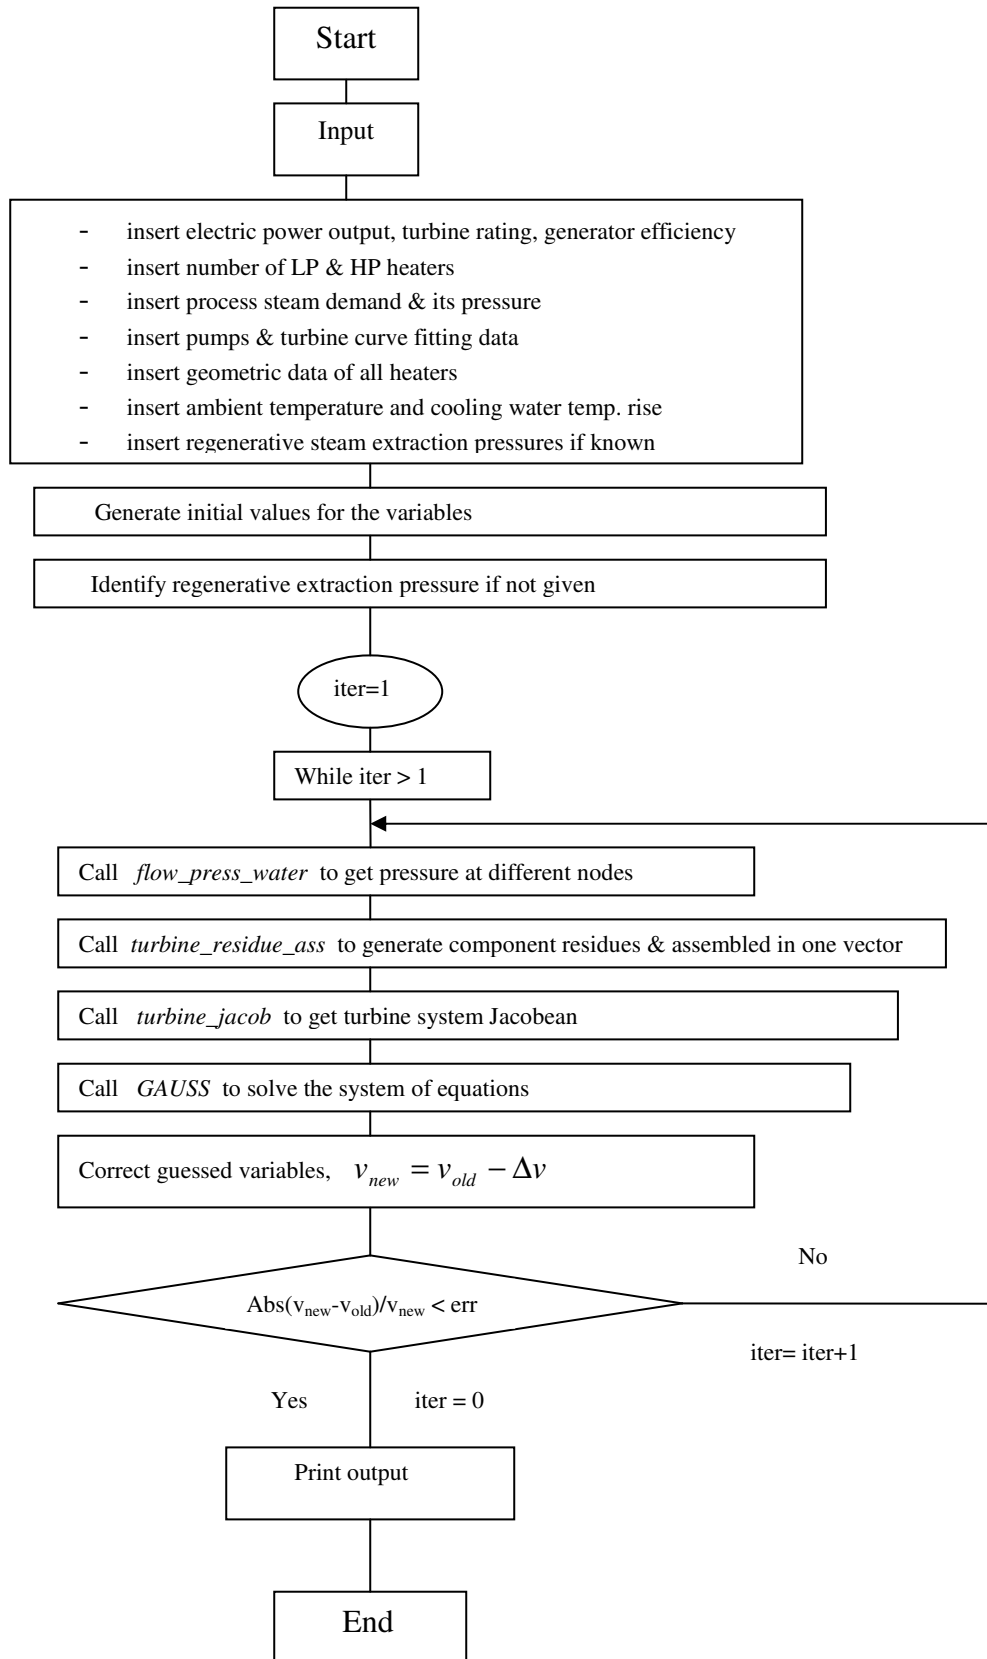 Start
Input
- insert electric power output, turbine rating, generator efficiency
- insert number of LP & HP heaters
- insert process steam demand & its pressure
- insert pumps & turbine curve fitting data
- insert geometric data of all heaters
- insert ambient temperature and cooling water temp. rise
- insert regenerative steam extraction pressures if known
Generate initial values for the variables
Identify regenerative extraction pressure if not given
iter=1
While iter > 1
Call flow_press_water to get pressure at different nodes
Call turbine_residue_ass to generate component residues & assembled in one vector
Call turbine_jacob to get turbine system Jacobean
Call GAUSS to solve the system of equations
Correct guessed variables, v_new = v_old − Δv
No
Abs(v_new-v_old)/v_new < err
iter= iter+1
Yes iter = 0
Print output
End